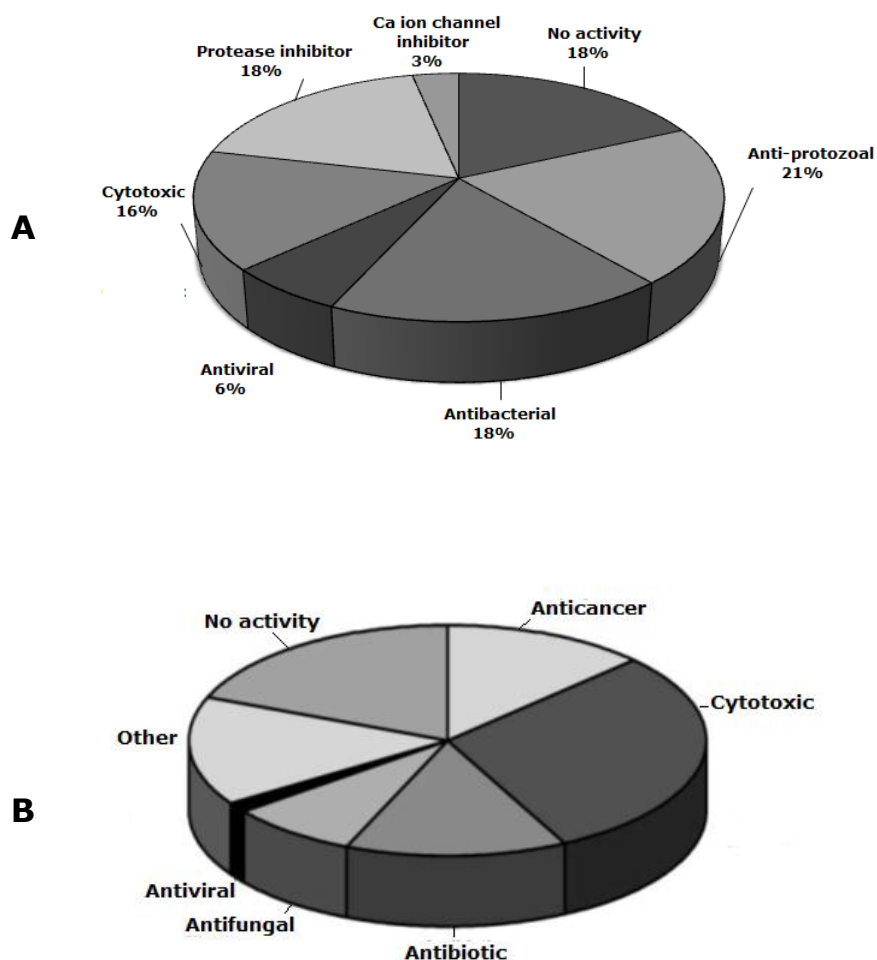 Ca ion channel
inhibitor
3%
No activity
18%
Protease inhibitor
18%
Anti-protozoal
21%
Cytotoxic
16%
A
Antiviral
6%
Antibacterial
18%
Anticancer
No activity
Cytotoxic
Other
B
Antiviral
Antifungal
Antibiotic